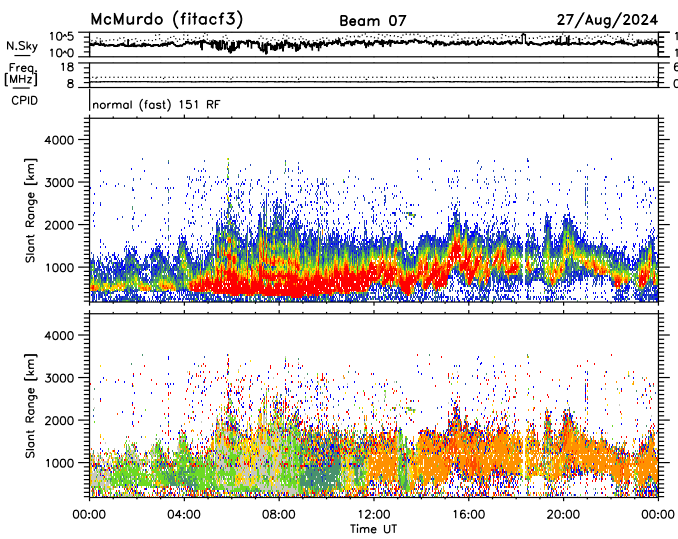 McMurdo (fitacf3) Beam 07 27/Aug/2024
N.Sky 10^5 10^0
Freq. [MHz] 18 8
CPID normal (fast) 151 RF
Slant Range [km] 4000 3000 2000 1000
Slant Range [km] 4000 3000 2000 1000
00:00 04:00 08:00 12:00 16:00 20:00 00:00
Time UT